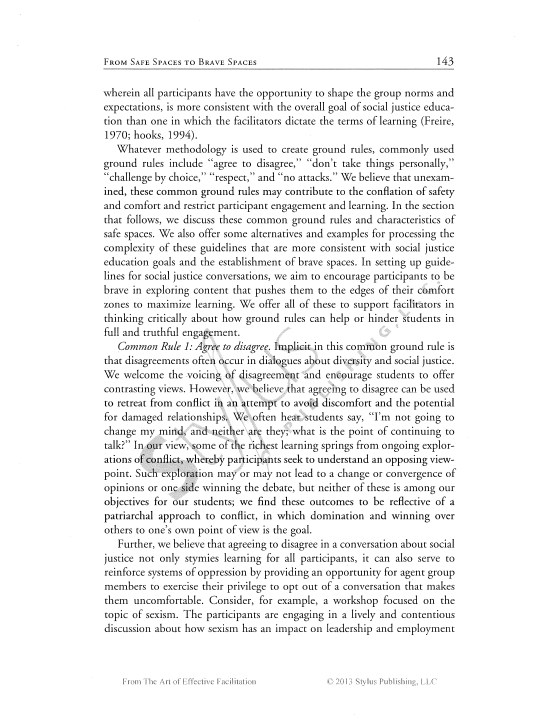 FROM SAFE SPACES TO BRAVE SPACES 143
wherein all participants have the opportunity to shape the group norms and
expectations, is more consistent with the overall goal of social justice educa-
tion than one in which the facilitators dictate the terms of learning (Freire,
1970; hooks, 1994).
Whatever methodology is used to create ground rules, commonly used
ground rules include “agree to disagree,” “don’t take things personally,”
“challenge by choice,” “respect,” and “no attacks.” We believe that unexam-
ined, these common ground rules may contribute to the conflation of safety
and comfort and restrict participant engagement and learning. In the section
that follows, we discuss these common ground rules and characteristics of
safe spaces. We also offer some alternatives and examples for processing the
complexity of these guidelines that are more consistent with social justice
education goals and the establishment of brave spaces. In setting up guide-
lines for social justice conversations, we aim to encourage participants to be
brave in exploring content that pushes them to the edges of their comfort
zones to maximize learning. We offer all of these to support facilitators in
thinking critically about how ground rules can help or hinder students in
full and truthful engagement.
Common Rule 1: Agree to disagree. Implicit in this common ground rule is
that disagreements often occur in dialogues about diversity and social justice.
We welcome the voicing of disagreement and encourage students to offer
contrasting views. However, we believe that agreeing to disagree can be used
to retreat from conflict in an attempt to avoid discomfort and the potential
for damaged relationships. We often hear students say, “I’m not going to
change my mind, and neither are they; what is the point of continuing to
talk?” In our view, some of the richest learning springs from ongoing explor-
ations of conflict, whereby participants seek to understand an opposing view-
point. Such exploration may or may not lead to a change or convergence of
opinions or one side winning the debate, but neither of these is among our
objectives for our students; we find these outcomes to be reflective of a
patriarchal approach to conflict, in which domination and winning over
others to one’s own point of view is the goal.
Further, we believe that agreeing to disagree in a conversation about social
justice not only stymies learning for all participants, it can also serve to
reinforce systems of oppression by providing an opportunity for agent group
members to exercise their privilege to opt out of a conversation that makes
them uncomfortable. Consider, for example, a workshop focused on the
topic of sexism. The participants are engaging in a lively and contentious
discussion about how sexism has an impact on leadership and employment
STYLUS
PUBLISHING, LLC.
From The Art of Effective Facilitation © 2013 Stylus Publishing, LLC